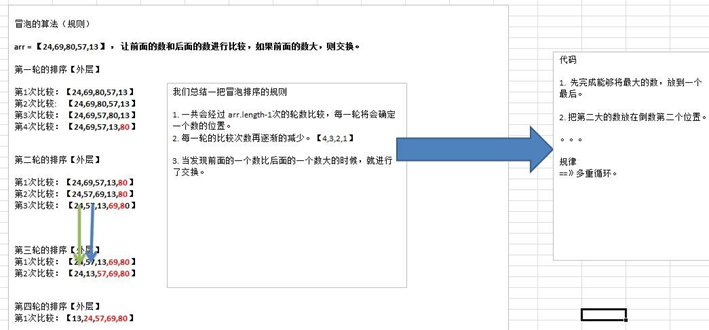 冒泡的算法（规则）
arr =【24,69,80,57,13】， 让前面的数和后面的数进行比较，如果前面的数大，则交换。
第一轮的排序【外层】
第1次比较：【24,69,80,57,13】
第2次比较: 【24,69,80,57,13】
第3次比较：【24,69,57,80,13】
第4次比较：【24,69,57,13,80】
第二轮的排序【外层】
第1次比较：【24,69,57,13,80】
第2次比较：【24,57,69,13,80】
第3次比较：【24,57,13,69,80】
第三轮的排序【外层】
第1次比较：【24,57,13,69,80】
第2次比较：【24,13,57,69,80】
第四轮的排序【外层】
第1次比较：【13,24,57,69,80】
我们总结一把冒泡排序的规则
1. 一共会经过 arr.length-1次的轮数比较，每一轮将会确定
一个数的位置。
2. 每一轮的比较次数再逐渐的减少。【4,3,2,1】
3. 当发现前面的一个数比后面的一个数大的时候，就进行
了交换。
代码
1. 先完成能够将最大的数，放到一个
最后。
2. 把第二大的数放在倒数第二个位置。
。。。
规律
==》多重循环。